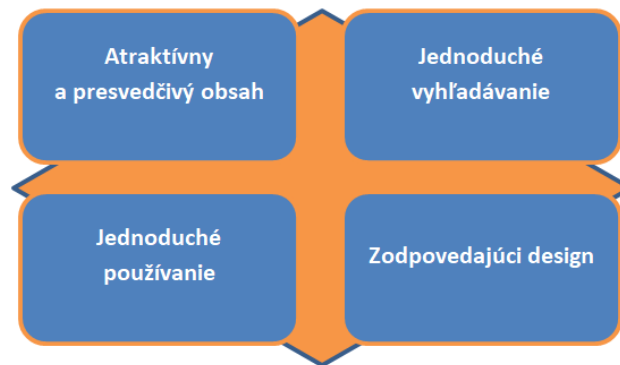 Atraktívny
a presvedčivý obsah
Jednoduché
vyhľadávanie
Jednoduché
používanie
Zodpovedajúci design